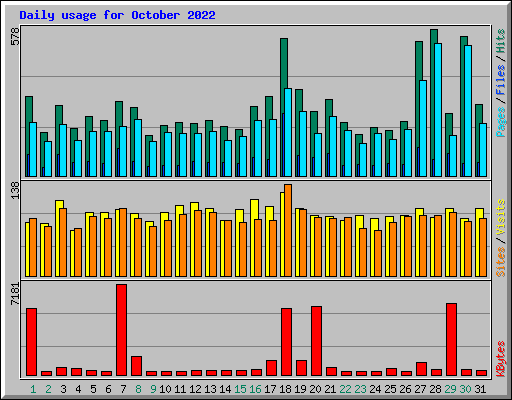 Daily usage for October 2022
578
Pages / Files / Hits
138
Sites / Visits
7181
KBytes
1 2 3 4 5 6 7 8 9 10 11 12 13 14 15 16 17 18 19 20 21 22 23 24 25 26 27 28 29 30 31